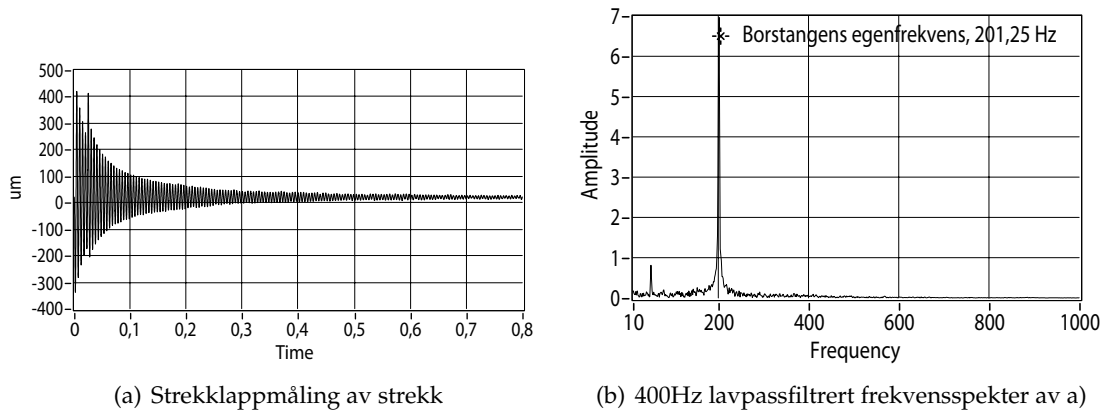 500
400
300
200
100
0
-100
-200
-300
-400
um
0 0,1 0,2 0,3 0,4 0,5 0,6 0,7 0,8
Time
(a) Strekklappmåling av strekk
7
6
5
4
3
2
1
0
Amplitude
Borstangens egenfrekvens, 201,25 Hz
10 200 400 600 800 1000
Frequency
(b) 400Hz lavpassfiltrert frekvensspekter av a)